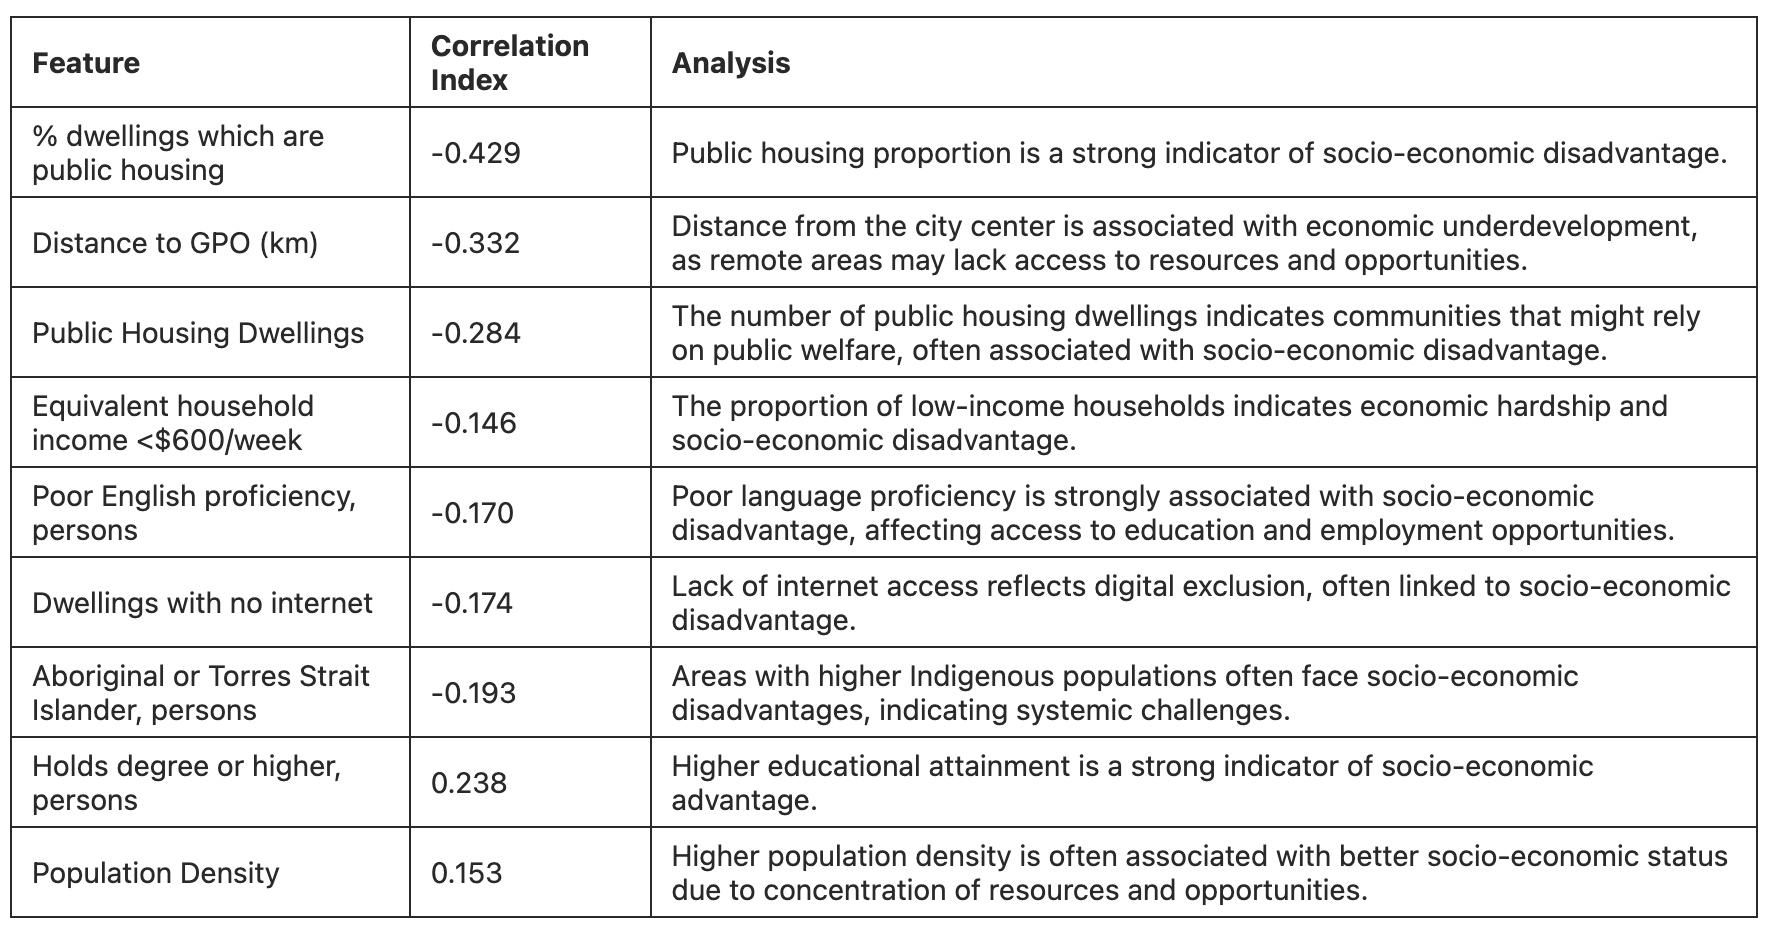 Feature
Correlation
Index
Analysis
% dwellings which are
public housing
-0.429
Public housing proportion is a strong indicator of socio-economic disadvantage.
Distance to GPO (km)
-0.332
Distance from the city center is associated with economic underdevelopment,
as remote areas may lack access to resources and opportunities.
Public Housing Dwellings
-0.284
The number of public housing dwellings indicates communities that might rely
on public welfare, often associated with socio-economic disadvantage.
Equivalent household
income <$600/week
-0.146
The proportion of low-income households indicates economic hardship and
socio-economic disadvantage.
Poor English proficiency,
persons
-0.170
Poor language proficiency is strongly associated with socio-economic
disadvantage, affecting access to education and employment opportunities.
Dwellings with no internet
-0.174
Lack of internet access reflects digital exclusion, often linked to socio-economic
disadvantage.
Aboriginal or Torres Strait
Islander, persons
-0.193
Areas with higher Indigenous populations often face socio-economic
disadvantages, indicating systemic challenges.
Holds degree or higher,
persons
0.238
Higher educational attainment is a strong indicator of socio-economic
advantage.
Population Density
0.153
Higher population density is often associated with better socio-economic status
due to concentration of resources and opportunities.